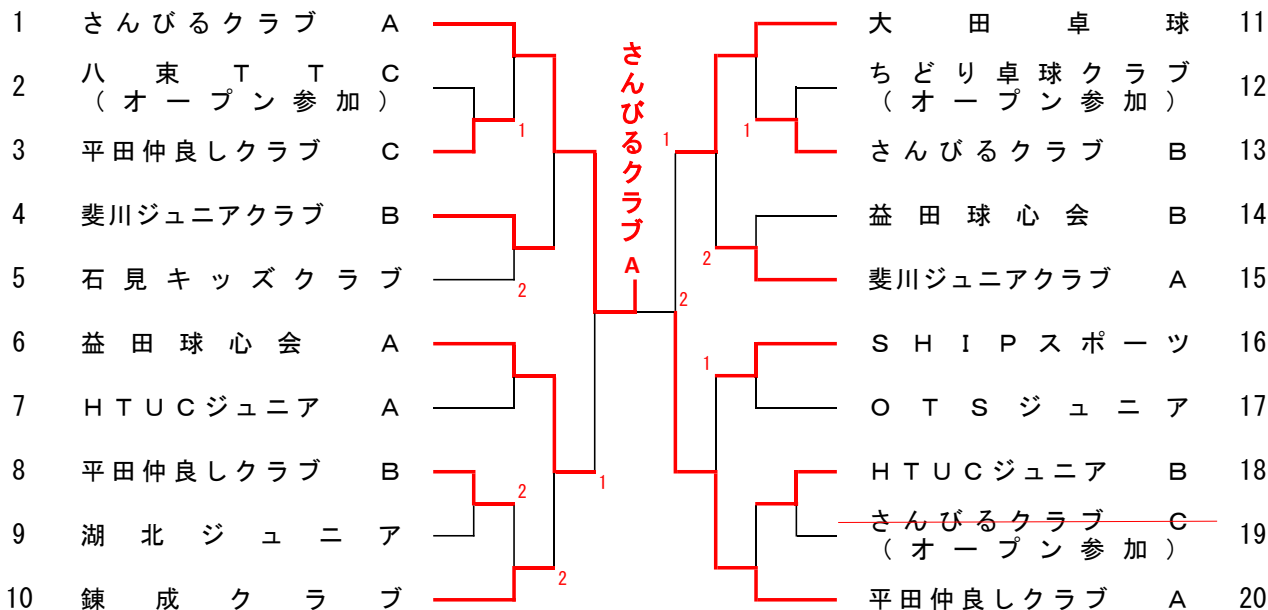 1 さんびるクラブ A
2 八東TTC
(オープン参加)
3 平田仲良しクラブ C
4 斐川ジュニアクラブ B
5 石見キッズクラブ
6 益田球心会 A
7 HTUCジュニア A
8 平田仲良しクラブ B
9 湖北ジュニア
10 錬成クラブ
1
2
2
1
2
さんびるクラブA
1
2
1
2
1
大田卓球 11
ちどり卓球クラブ
(オープン参加) 12
さんびるクラブ B 13
益田球心会 B 14
斐川ジュニアクラブ A 15
SHIPスポーツ 16
OTSジュニア 17
HTUCジュニア B 18
さんびるクラブ C
(オープン参加) 19
平田仲良しクラブ A 20